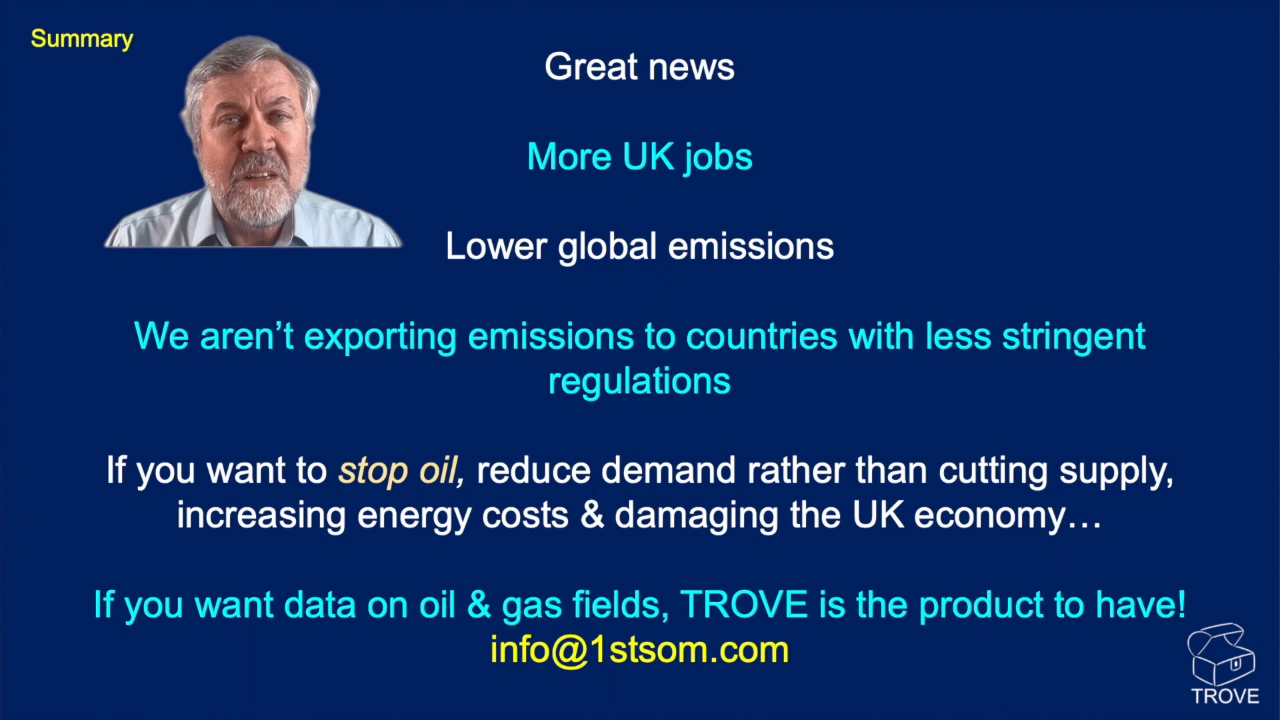 Summary
Great news
More UK jobs
Lower global emissions
We aren’t exporting emissions to countries with less stringent
regulations
If you want to stop oil, reduce demand rather than cutting supply,
increasing energy costs & damaging the UK economy…
If you want data on oil & gas fields, TROVE is the product to have!
info@1stsom.com
TROVE